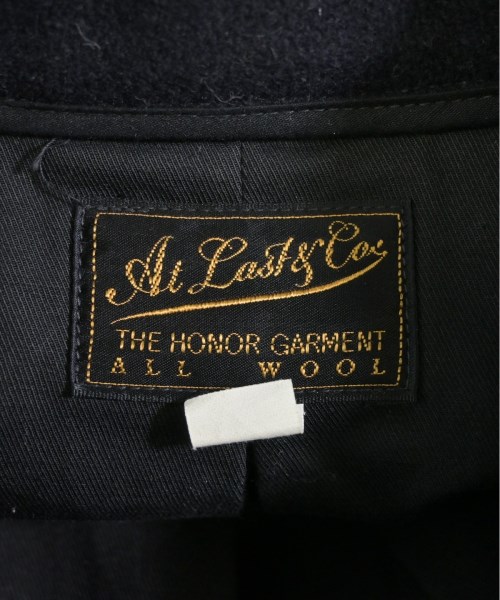 At Last & Co.
THE HONOR GARMENT
ALL WOOL